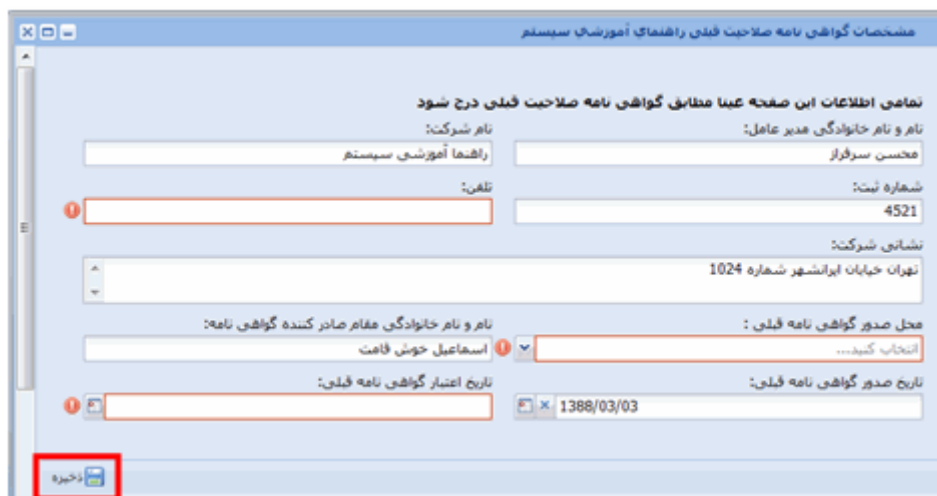 مشخصات گواهی نامه صلاحیت قبلی راهنمای آموزشی سیستم
تمامی اطلاعات این صفحه عینا مطابق گواهی نامه صلاحیت قبلی درج شود
نام و نام خانوادگی مدیر عامل: نام شرکت:
محسن سرفراز راهنما آموزشی سیستم
شماره ثبت: تلفن:
4521
نشانی شرکت:
تهران خیابان ایرانشهر شماره 1024
محل صدور گواهی نامه قبلی : نام و نام خانوادگی مقام صادر کننده گواهی نامه:
انتخاب کنید... اسماعیل خوش قامت
تاریخ صدور گواهی نامه قبلی: تاریخ اعتبار گواهی نامه قبلی:
1388/03/03
ذخیره